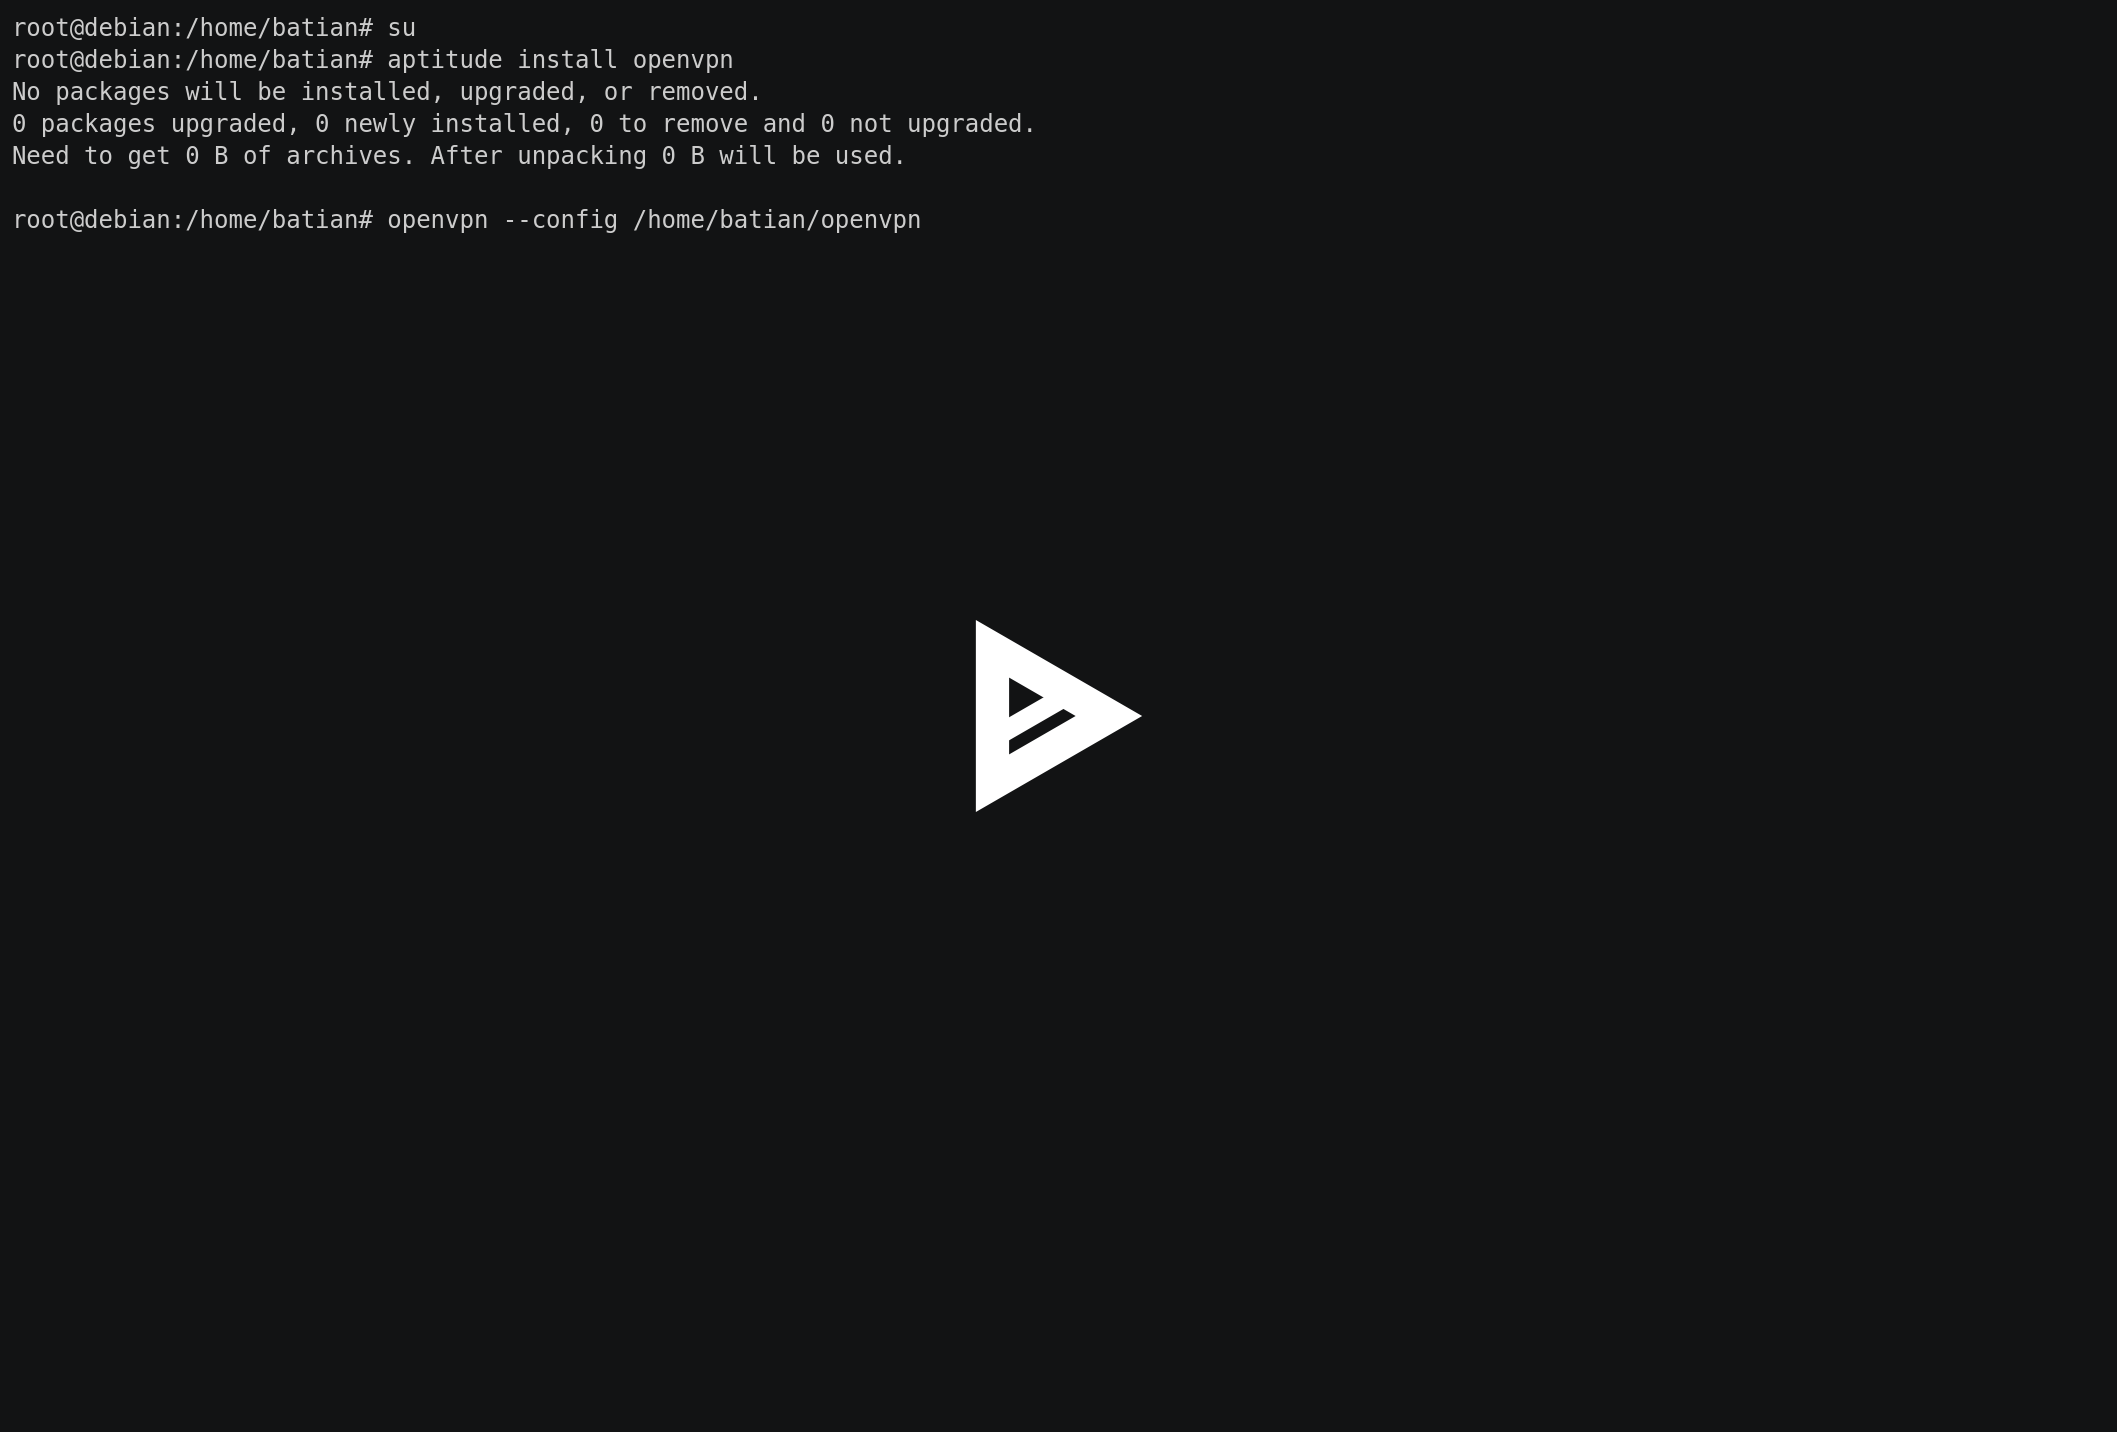 root@debian:/home/batian# su
root@debian:/home/batian# aptitude install openvpn
No packages will be installed, upgraded, or removed.
0 packages upgraded, 0 newly installed, 0 to remove and 0 not upgraded.
Need to get 0 B of archives. After unpacking 0 B will be used.
root@debian:/home/batian# openvpn --config /home/batian/openvpn